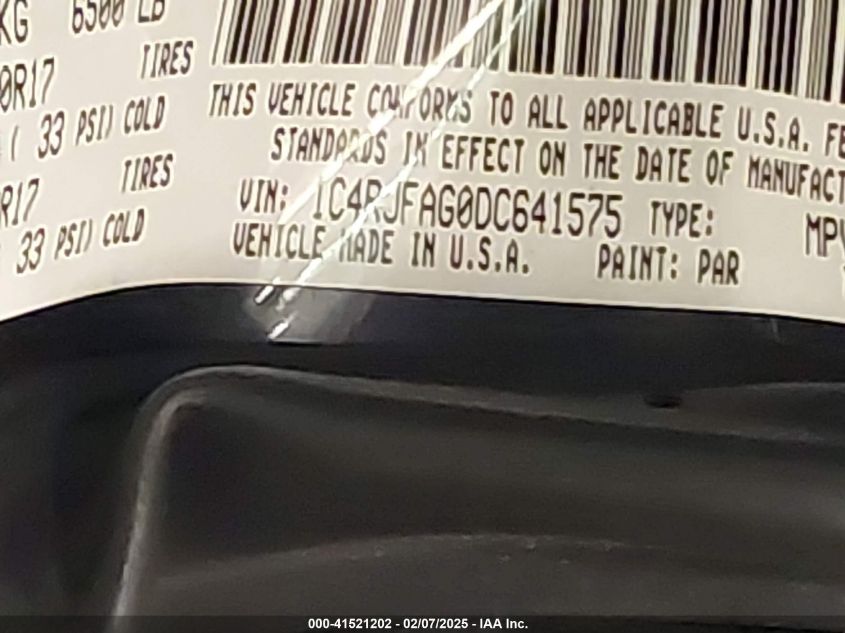 KG 6500 LB
0R17 TIRES
( 33 PSI) COLD
R17 TIRES
33 PSI) COLD
THIS VEHICLE CONFORMS TO ALL APPLICABLE U.S.A. FE
STANDARDS IN EFFECT ON THE DATE OF MANUFACT
VIN: 1C4RJFAG0DC641575 TYPE: MPV
VEHICLE MADE IN U.S.A. PAINT: PAR
000-41521202 - 02/07/2025 - IAA Inc.